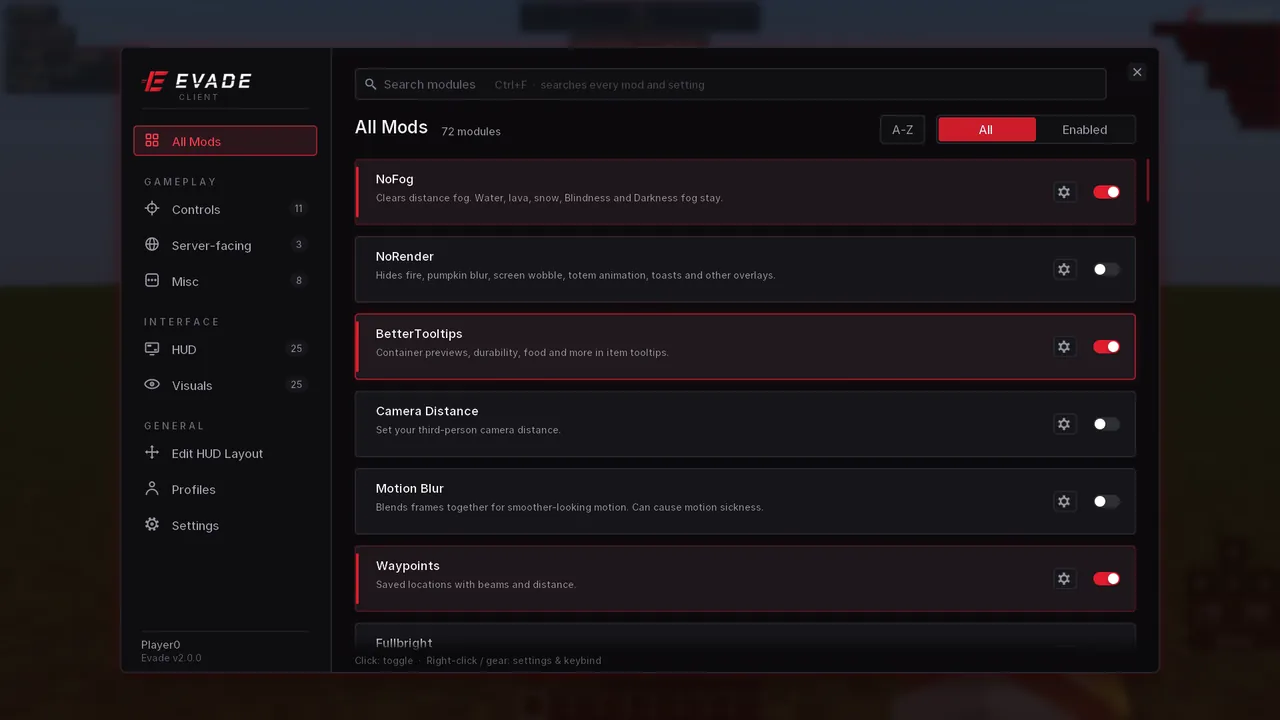 EVADE
CLIENT
All Mods
GAMEPLAY
Controls 11
Server-facing 3
Misc 8
INTERFACE
HUD 25
Visuals 25
GENERAL
Edit HUD Layout
Profiles
Settings
Player0
Evade v2.0.0
Search modules Ctrl+F · searches every mod and setting
All Mods 72 modules
A-Z All Enabled
NoFog
Clears distance fog. Water, lava, snow, Blindness and Darkness fog stay.
NoRender
Hides fire, pumpkin blur, screen wobble, totem animation, toasts and other overlays.
BetterTooltips
Container previews, durability, food and more in item tooltips.
Camera Distance
Set your third-person camera distance.
Motion Blur
Blends frames together for smoother-looking motion. Can cause motion sickness.
Waypoints
Saved locations with beams and distance.
Fullbright
Click: toggle · Right-click / gear: settings & keybind